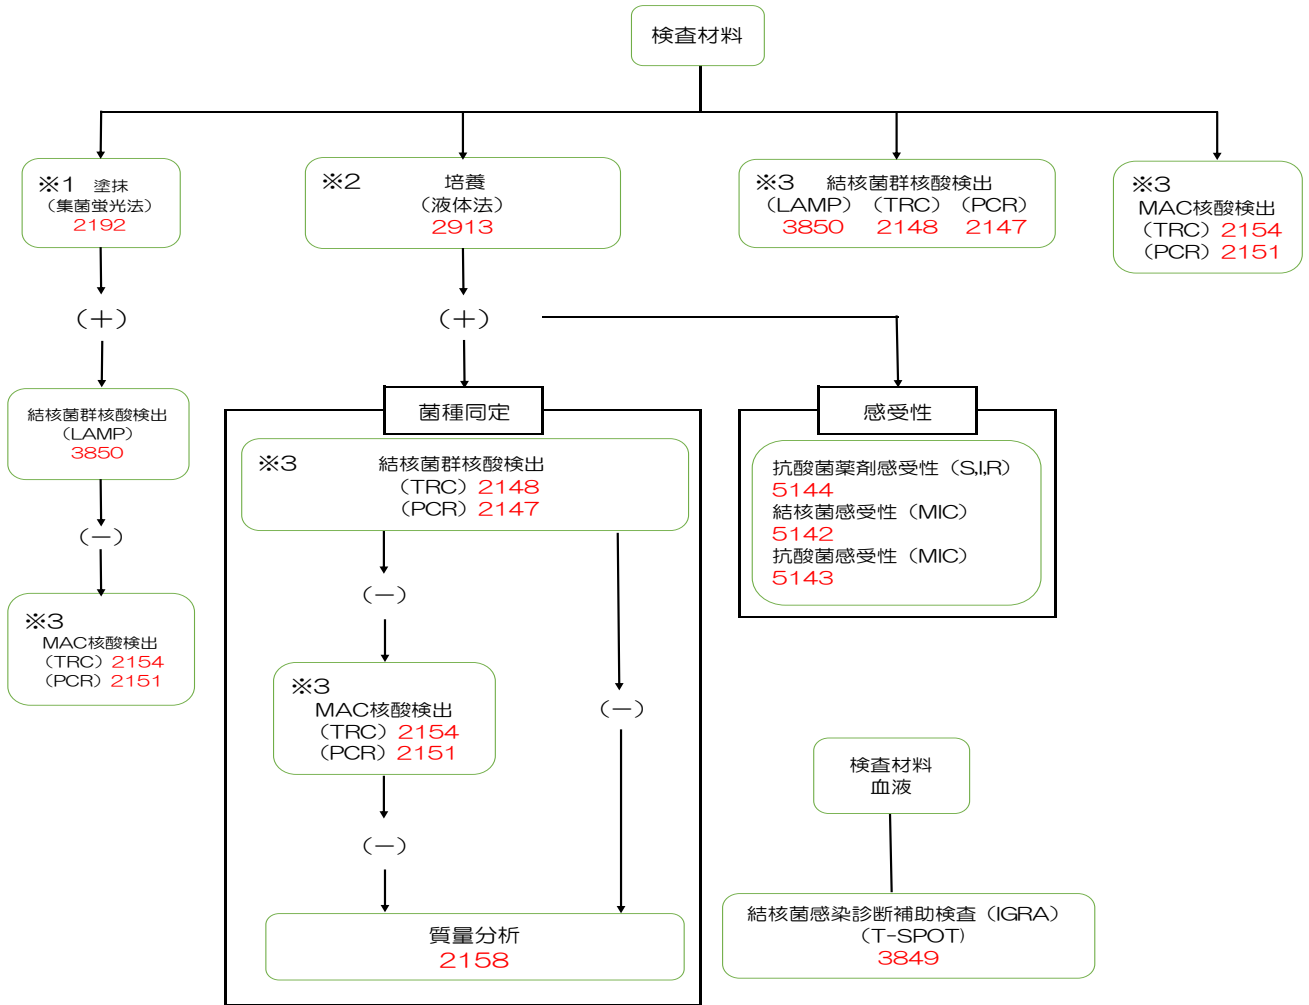 検査材料
※1 塗抹
（集菌蛍光法）
2192
（＋）
結核菌群核酸検出
（LAMP）
3850
（－）
※3
MAC核酸検出
（TRC）2154
（PCR）2151
※2 培養
（液体法）
2913
（＋）
菌種同定
※3 結核菌群核酸検出
（TRC）2148
（PCR）2147
（－）
※3
MAC核酸検出
（TRC）2154
（PCR）2151
（－）
（－）
質量分析
2158
※3 結核菌群核酸検出
（LAMP）（TRC）（PCR）
3850 2148 2147
※3
MAC核酸検出
（TRC）2154
（PCR）2151
感受性
抗酸菌薬剤感受性（S,I,R）
5144
結核菌感受性（MIC）
5142
抗酸菌感受性（MIC）
5143
検査材料
血液
結核菌感染診断補助検査（IGRA）
（T-SPOT）
3849